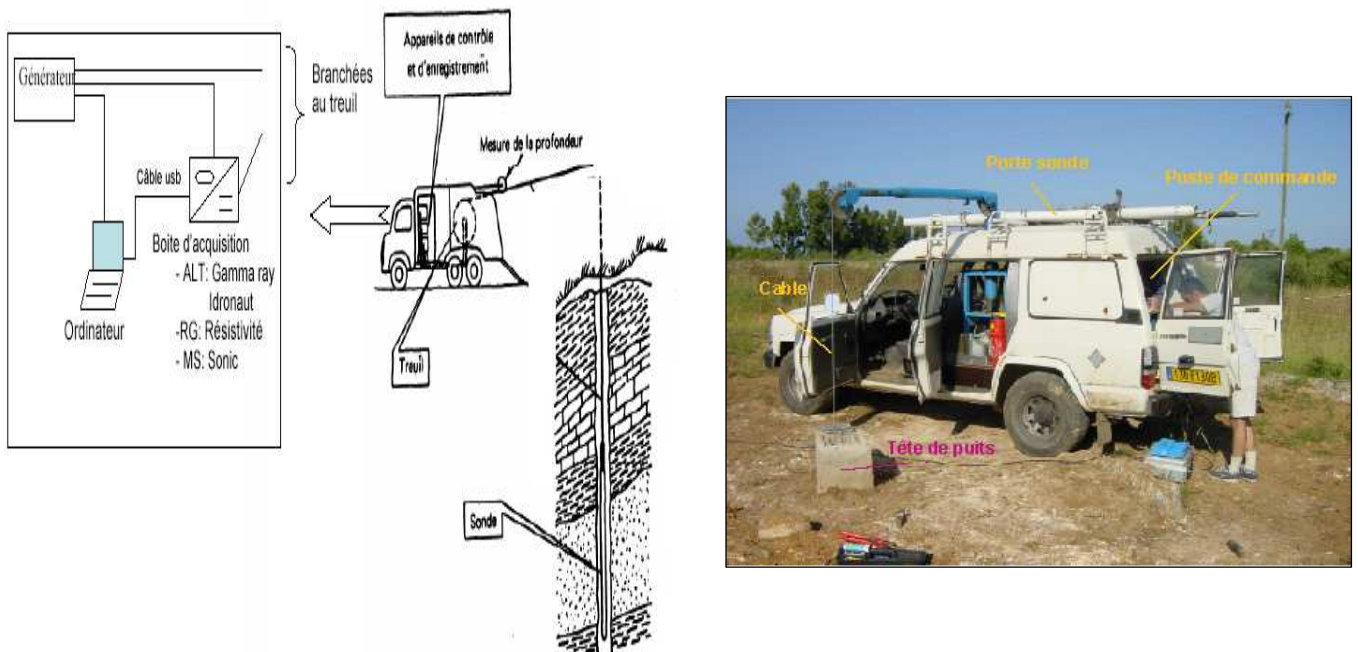 Générateur
Branchées
au treuil
Câble usb
Boite d'acquisition
- ALT: Gamma ray
Idronaut
-RG: Résistivité
- MS: Sonic
Ordinateur
Appareils de contrôle
et d'enregistrement
Mesure de la profondeur
Treuil
Sonde
Porte sonde
Poste de commande
Cable
Tête de puits